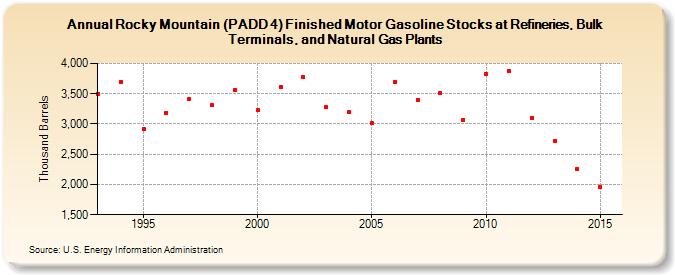 Annual Rocky Mountain (PADD 4) Finished Motor Gasoline Stocks at Refineries, Bulk
Terminals, and Natural Gas Plants
Thousand Barrels
4,000
3,500
3,000
2,500
2,000
1,500
1995 2000 2005 2010 2015
Source: U.S. Energy Information Administration